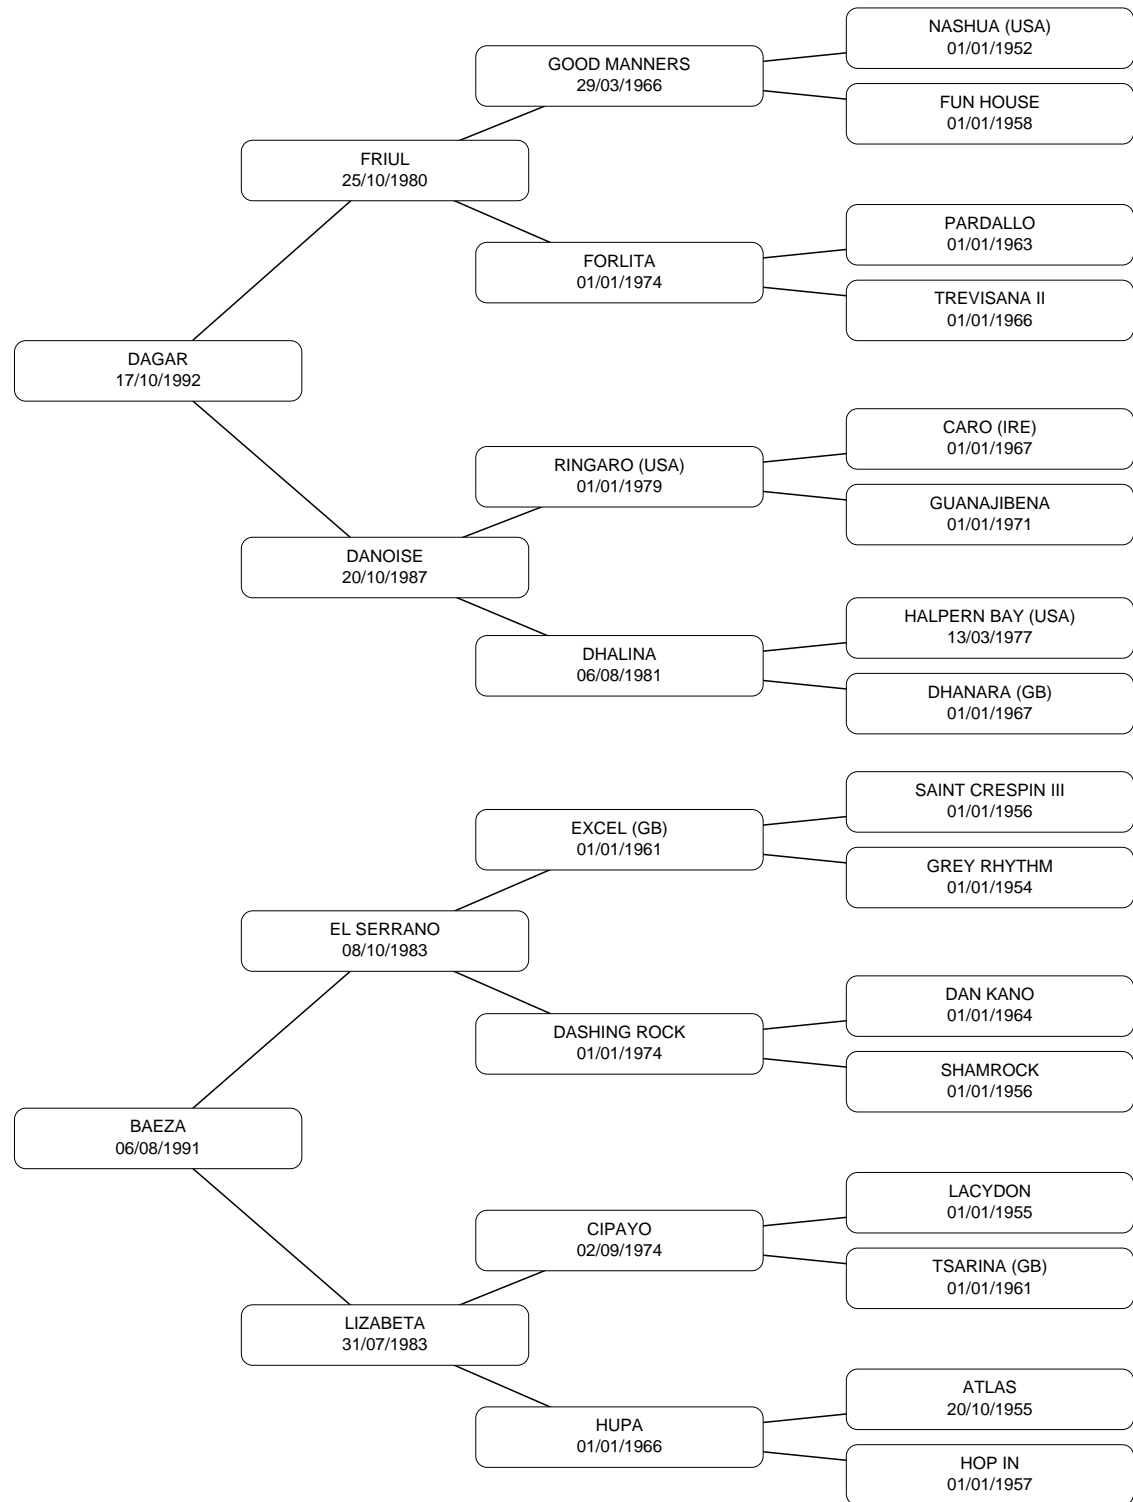 NASHUA (USA)
01/01/1952
GOOD MANNERS
29/03/1966
FUN HOUSE
01/01/1958
FRIUL
25/10/1980
PARDALLO
01/01/1963
FORLITA
01/01/1974
TREVISANA II
01/01/1966
DAGAR
17/10/1992
CARO (IRE)
01/01/1967
RINGARO (USA)
01/01/1979
GUANAJIBENA
01/01/1971
DANOISE
20/10/1987
HALPERN BAY (USA)
13/03/1977
DHALINA
06/08/1981
DHANARA (GB)
01/01/1967
SAINT CRESPIN III
01/01/1956
EXCEL (GB)
01/01/1961
GREY RHYTHM
01/01/1954
EL SERRANO
08/10/1983
DAN KANO
01/01/1964
DASHING ROCK
01/01/1974
SHAMROCK
01/01/1956
BAEZA
06/08/1991
LACYDON
01/01/1955
CIPAYO
02/09/1974
TSARINA (GB)
01/01/1961
LIZABETA
31/07/1983
ATLAS
20/10/1955
HUPA
01/01/1966
HOP IN
01/01/1957